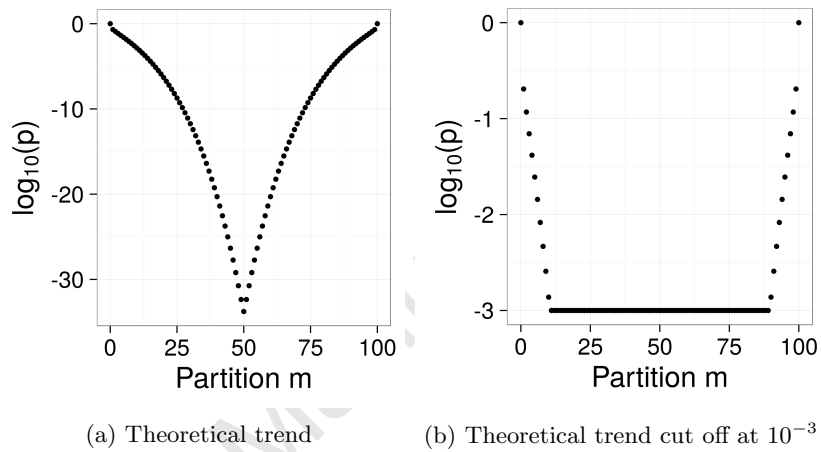 0
-10
-20
-30
log10(p)
0 25 50 75 100
Partition m
(a) Theoretical trend
0
-1
-2
-3
log10(p)
0 25 50 75 100
Partition m
(b) Theoretical trend cut off at 10−3